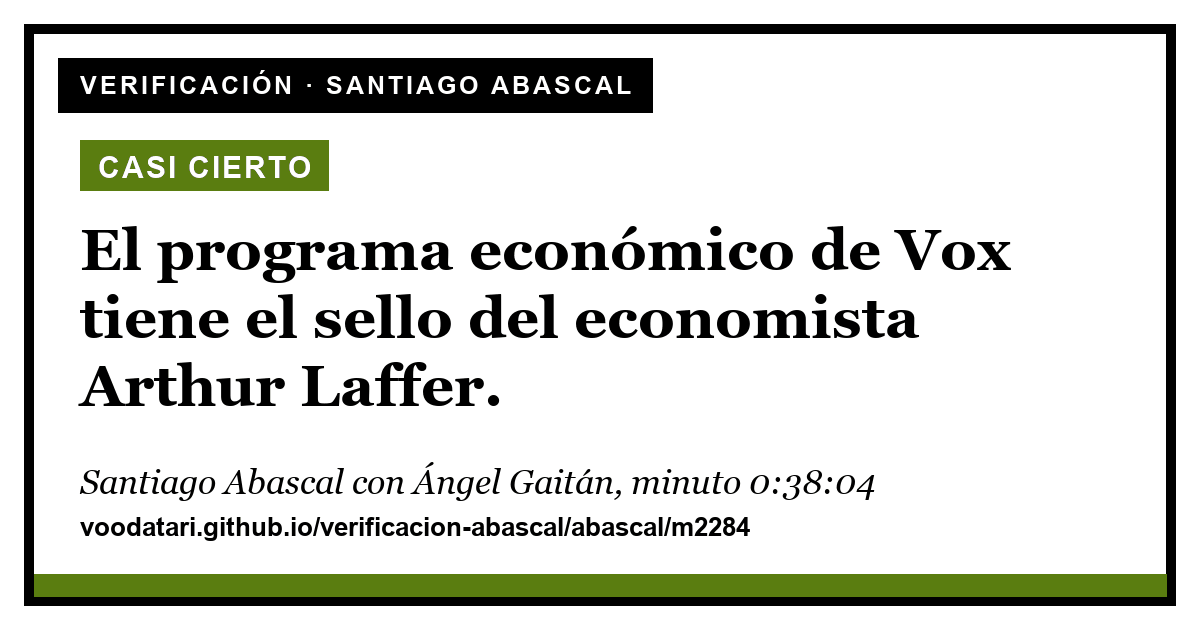 VERIFICACIÓN · SANTIAGO ABASCAL
CASI CIERTO
El programa económico de Vox
tiene el sello del economista
Arthur Laffer.
Santiago Abascal con Ángel Gaitán, minuto 0:38:04
voodatari.github.io/verificacion-abascal/abascal/m2284